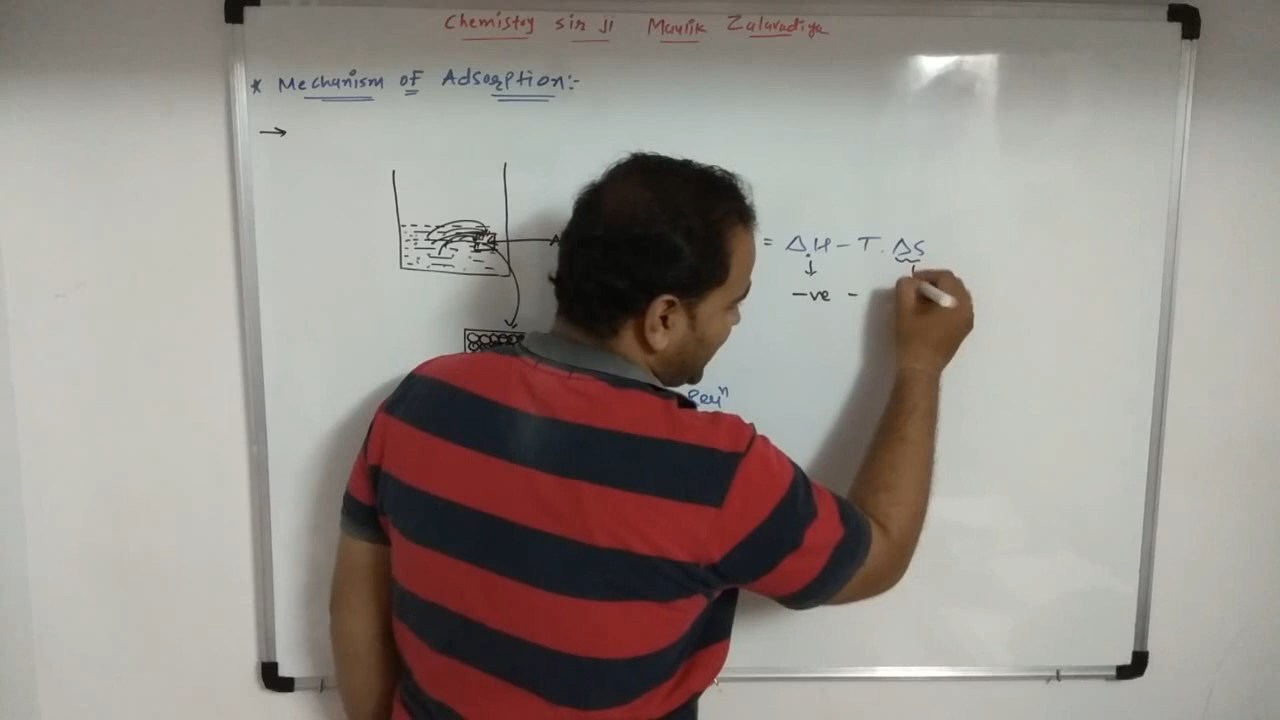 Chemistry sir ji Maulik Zalavadiya
* Mechanism of Adsorption:-
→
= ΔH - T. ΔS
-ve -